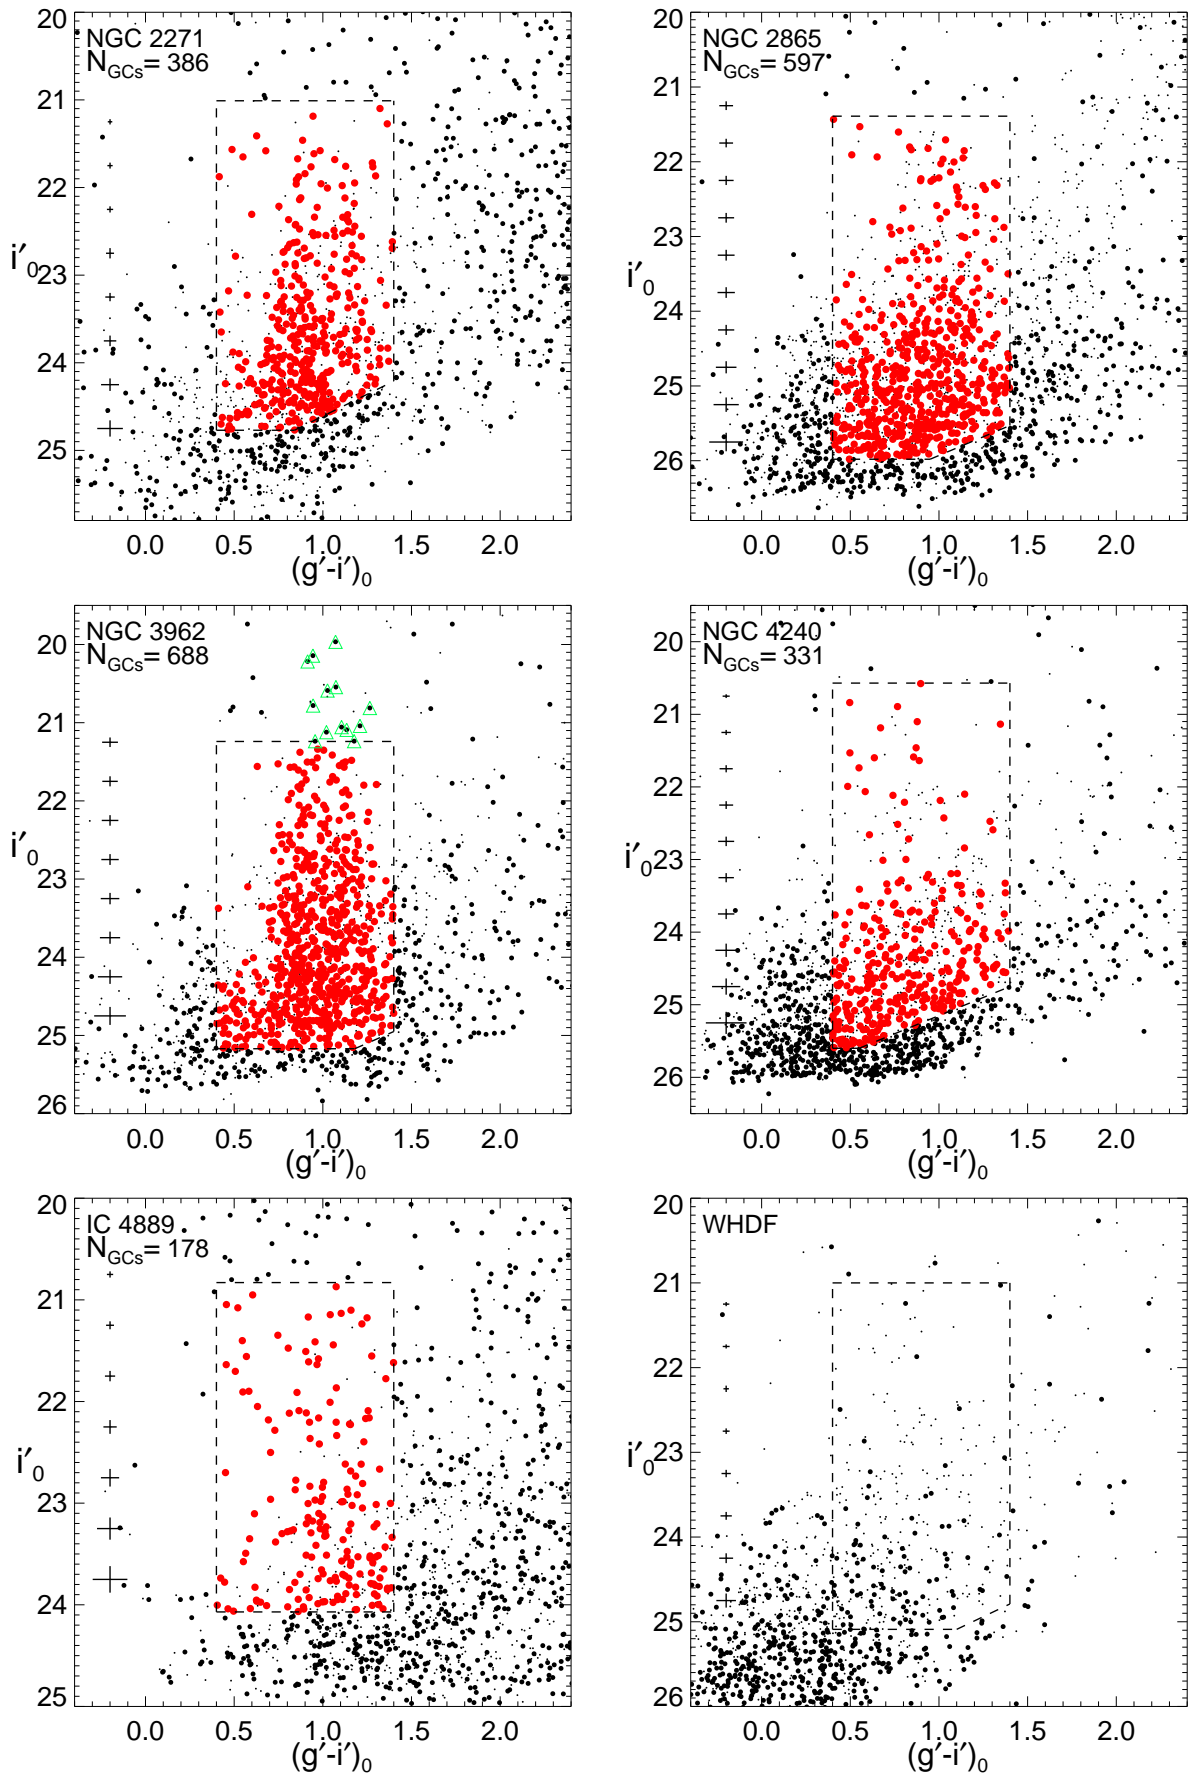 NGC 2271
N_GCs= 386
20
21
22
23
24
25
i′₀
0.0 0.5 1.0 1.5 2.0
(g′-i′)₀
NGC 2865
N_GCs= 597
20
21
22
23
24
25
26
i′₀
0.0 0.5 1.0 1.5 2.0
(g′-i′)₀
NGC 3962
N_GCs= 688
20
21
22
23
24
25
26
i′₀
0.0 0.5 1.0 1.5 2.0
(g′-i′)₀
NGC 4240
N_GCs= 331
20
21
22
23
24
25
26
i′₀
0.0 0.5 1.0 1.5 2.0
(g′-i′)₀
IC 4889
N_GCs= 178
20
21
22
23
24
25
i′₀
0.0 0.5 1.0 1.5 2.0
(g′-i′)₀
WHDF
20
21
22
23
24
25
26
i′₀
0.0 0.5 1.0 1.5 2.0
(g′-i′)₀